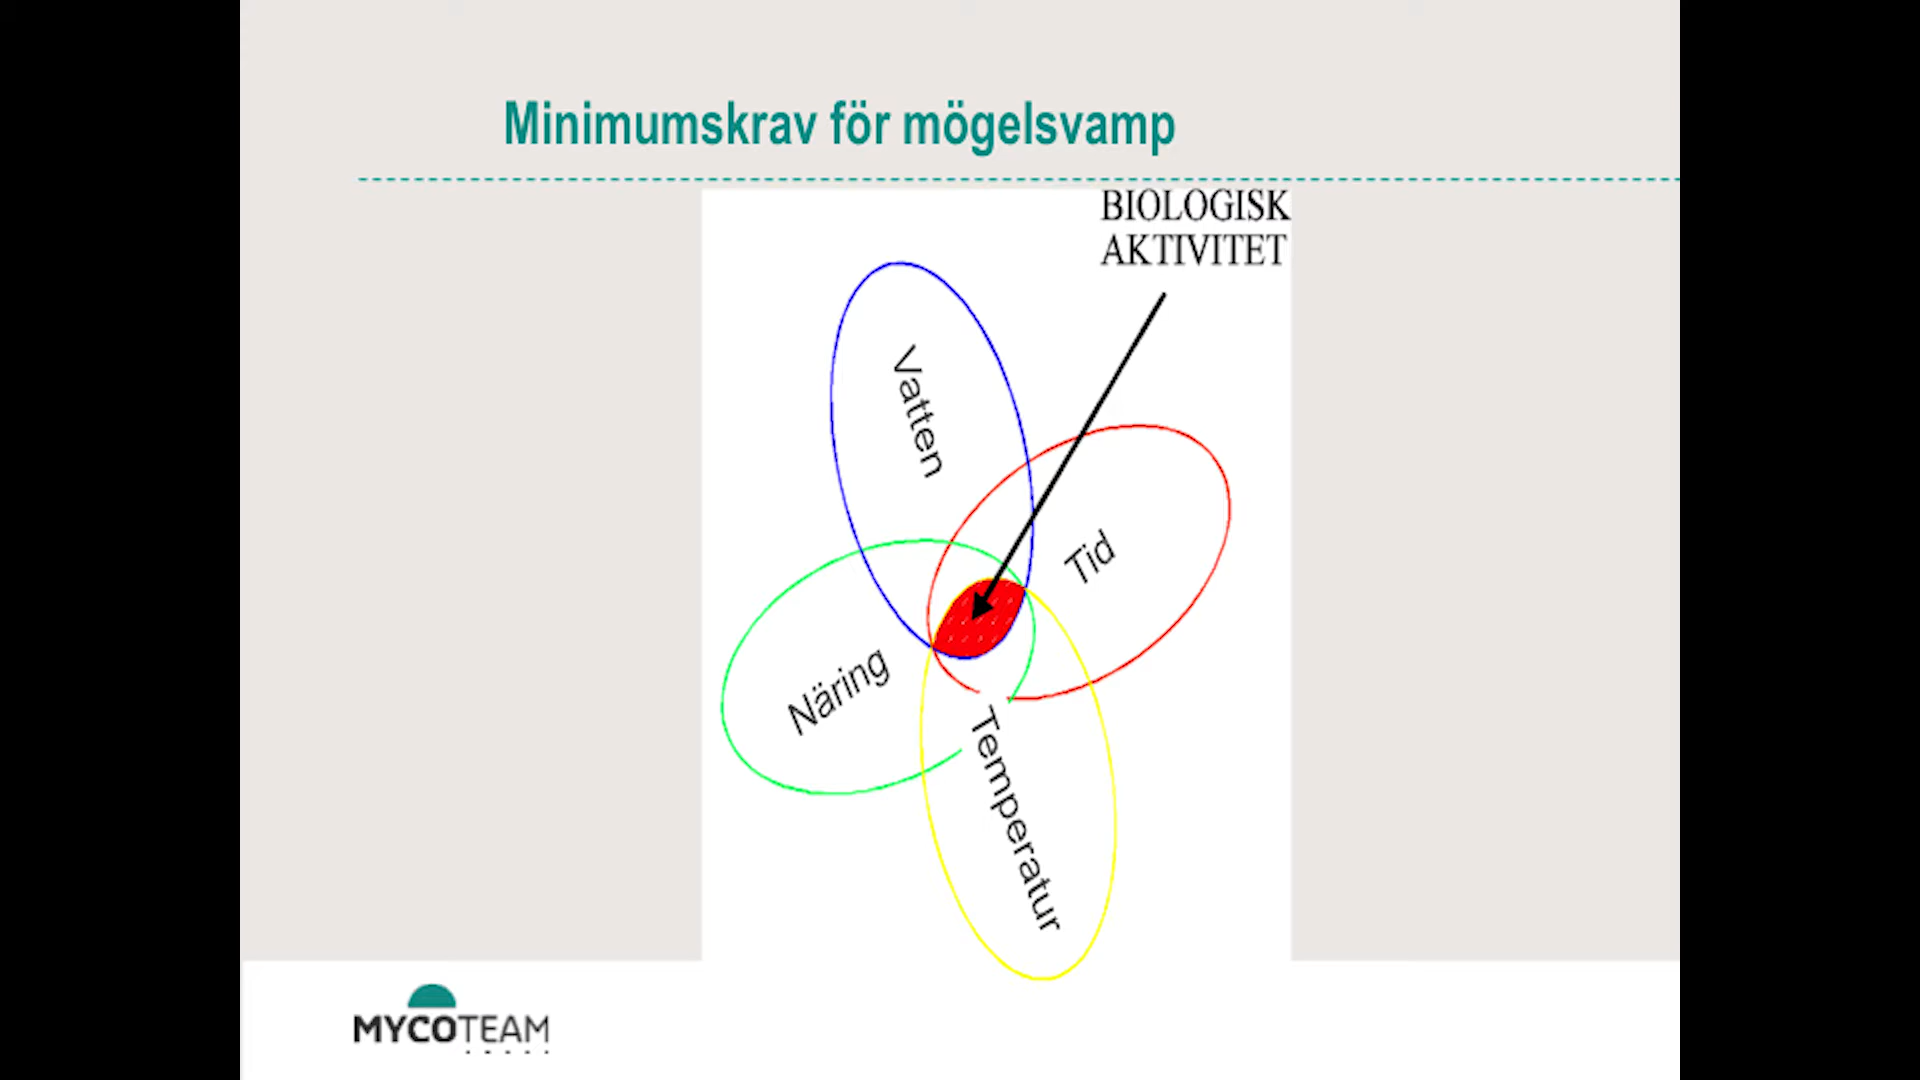 Minimumskrav för mögelsvamp
BIOLOGISK
AKTIVITET
Vatten
Tid
Näring
Temperatur
MYCOTEAM